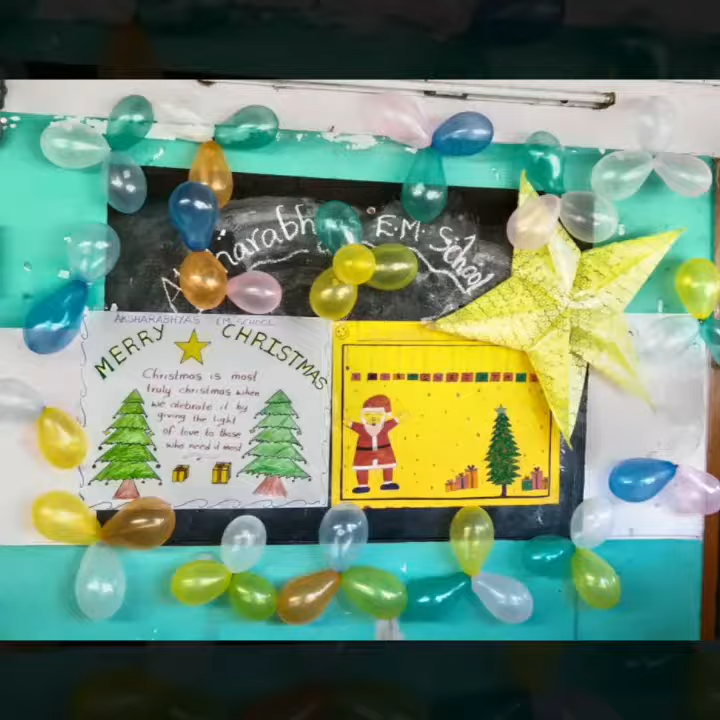 E.M. School
AKSHARABHYAS E.M. SCHOOL
MERRY CHRISTMAS
Christmas is most
truly christmas when
we celebrate it by
giving the light
of love to those
who need it most